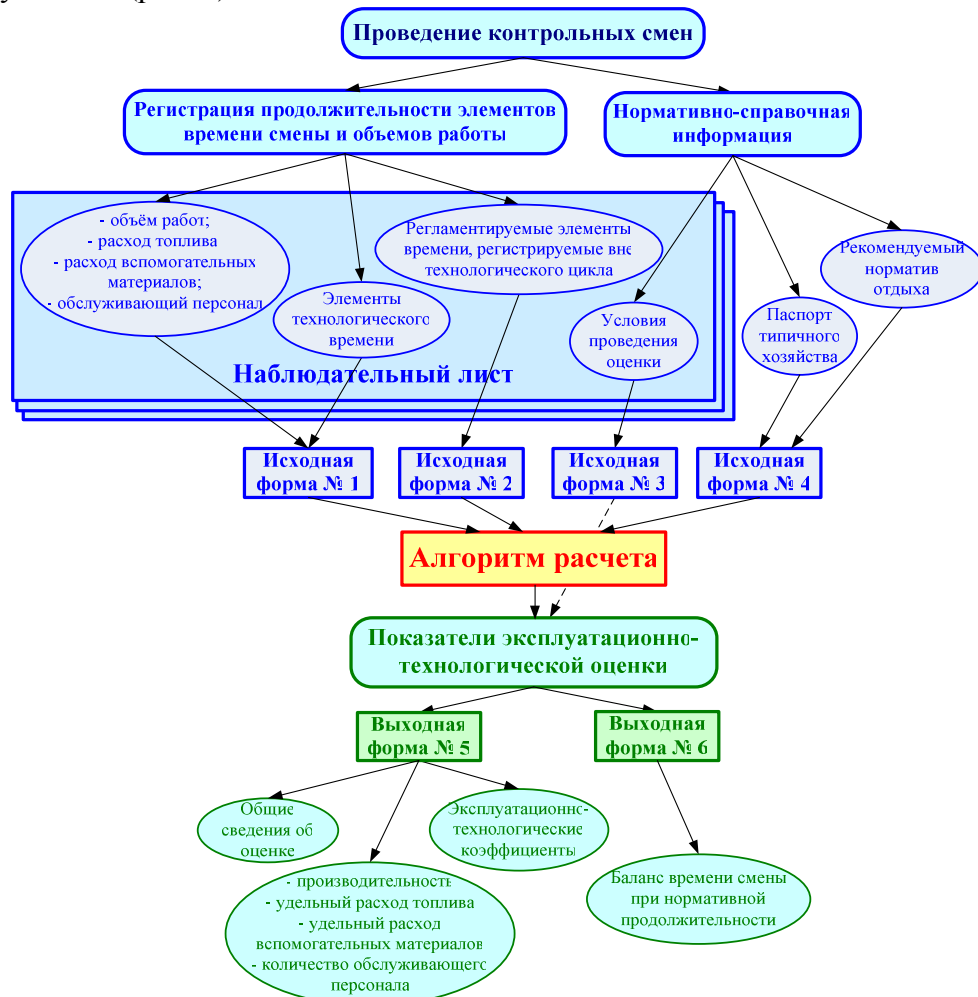 Проведение контрольных смен
Регистрация продолжительности элементов
времени смены и объемов работы
Нормативно-справочная
информация
- объём работ;
- расход топлива
- расход вспомогательных
материалов;
- обслуживающий персонал
Элементы
технологического
времени
Регламентируемые элементы
времени, регистрируемые вне
технологического цикла
Условия
проведения
оценки
Паспорт
типичного
хозяйства
Рекомендуемый
норматив
отдыха
Наблюдательный лист
Исходная
форма № 1
Исходная
форма № 2
Исходная
форма № 3
Исходная
форма № 4
Алгоритм расчета
Показатели эксплуатационно-
технологической оценки
Выходная
форма № 5
Выходная
форма № 6
Общие
сведения об
оценке
- производительность
- удельный расход топлива
- удельный расход
вспомогательных материалов
- количество обслуживающего
персонала
Эксплуатационно-
технологические
коэффициенты
Баланс времени смены
при нормативной
продолжительности